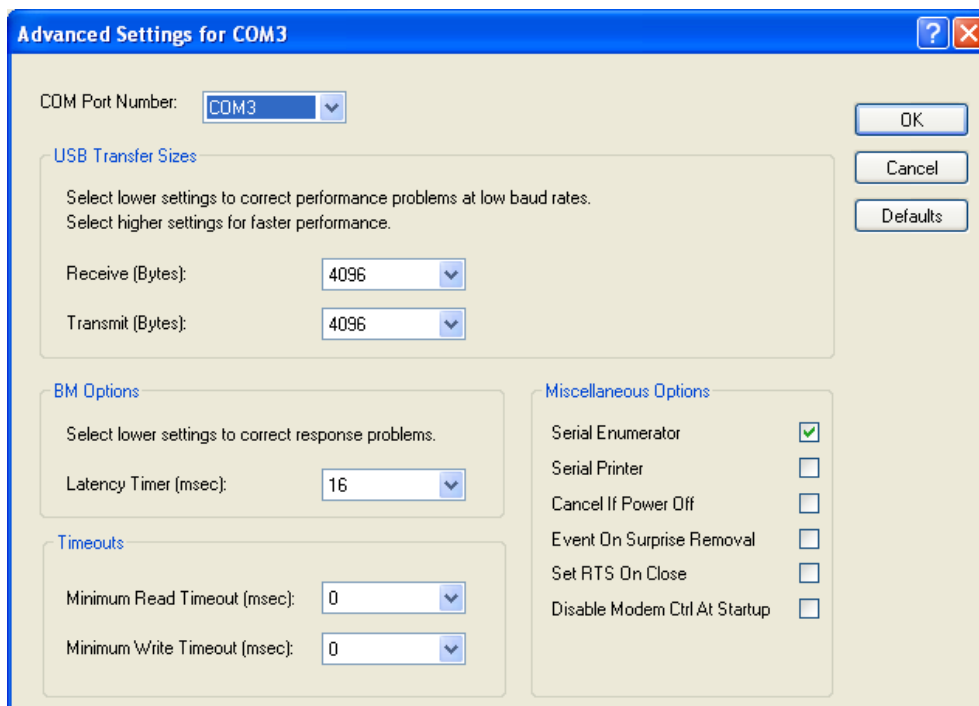 Advanced Settings for COM3
?
COM Port Number:
COM3
OK
Cancel
Defaults
USB Transfer Sizes
Select lower settings to correct performance problems at low baud rates.
Select higher settings for faster performance.
Receive (Bytes):
4096
Transmit (Bytes):
4096
BM Options
Select lower settings to correct response problems.
Latency Timer (msec):
16
Timeouts
Minimum Read Timeout (msec):
0
Minimum Write Timeout (msec):
0
Miscellaneous Options
Serial Enumerator
Serial Printer
Cancel If Power Off
Event On Surprise Removal
Set RTS On Close
Disable Modem Ctrl At Startup